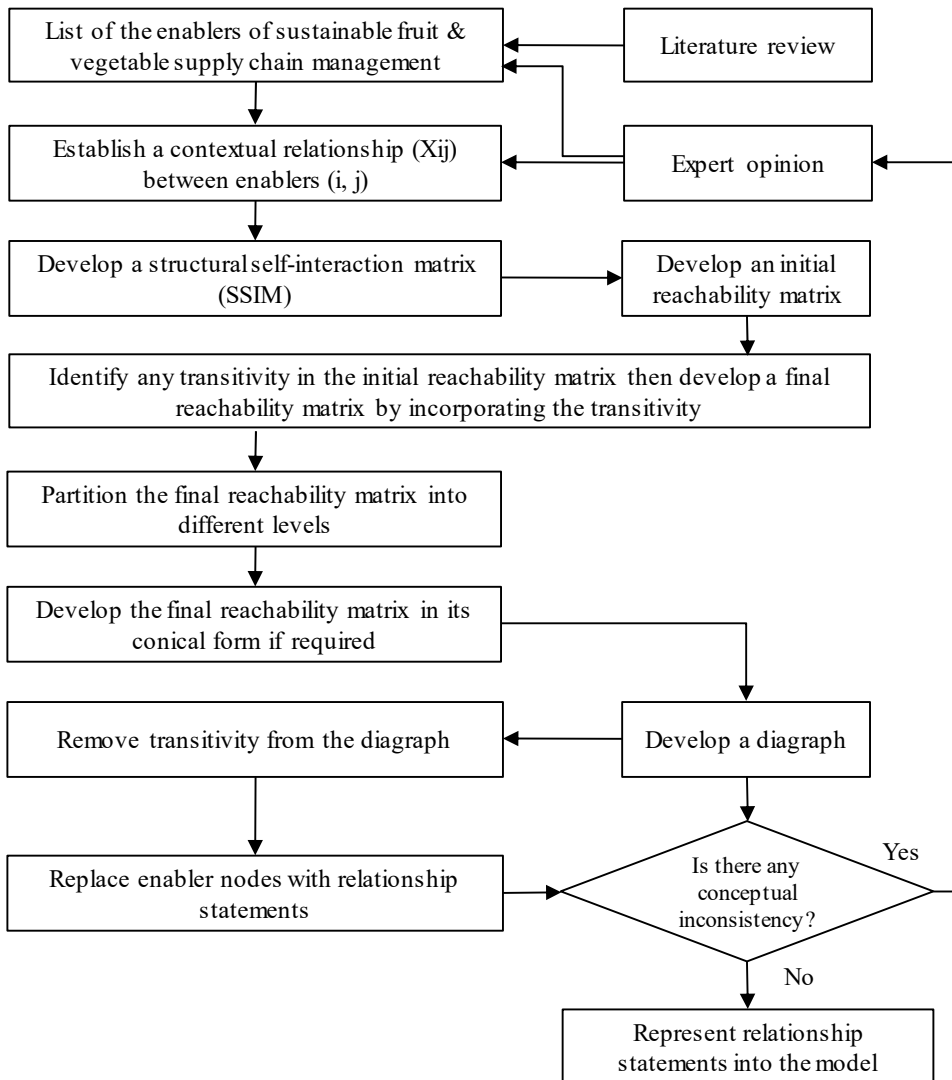 List of the enablers of sustainable fruit &
vegetable supply chain management
Literature review
Establish a contextual relationship (Xij)
between enablers (i, j)
Expert opinion
Develop a structural self-interaction matrix
(SSIM)
Develop an initial
reachability matrix
Identify any transitivity in the initial reachability matrix then develop a final
reachability matrix by incorporating the transitivity
Partition the final reachability matrix into
different levels
Develop the final reachability matrix in its
conical form if required
Remove transitivity from the diagraph
Develop a diagraph
Replace enabler nodes with relationship
statements
Is there any
conceptual
inconsistency?
Yes
No
Represent relationship
statements into the model